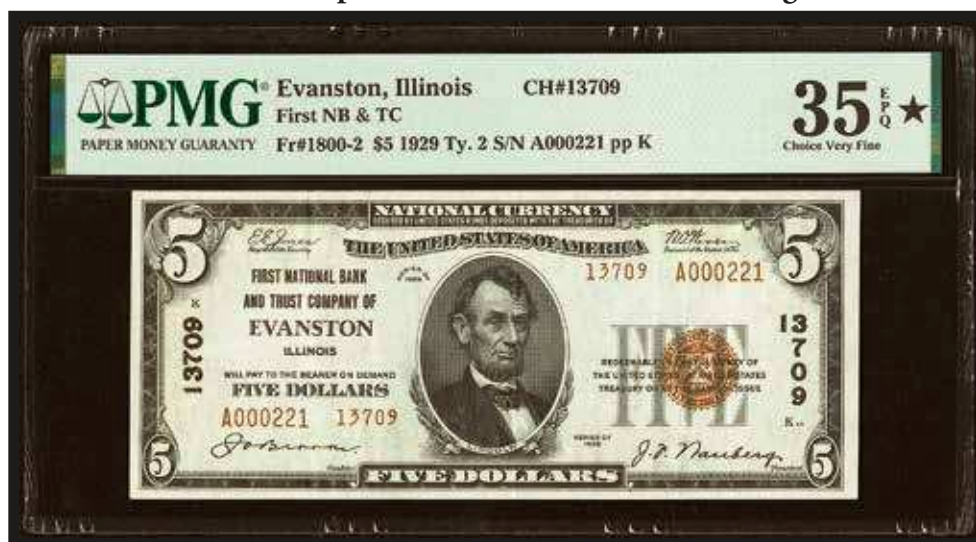 PMG
PAPER MONEY GUARANTY
Evanston, Illinois CH#13709
First NB & TC
Fr#1800-2 $5 1929 Ty. 2 S/N A000221 pp K
35 EPQ ★
Choice Very Fine
NATIONAL CURRENCY
THE UNITED STATES OF AMERICA
5
5
FIRST NATIONAL BANK
AND TRUST COMPANY OF
EVANSTON
ILLINOIS
WILL PAY TO THE BEARER ON DEMAND
FIVE DOLLARS
13709 A000221
K
13709
13709
K
FIVE
A000221 13709
SERIES OF
5
5
FIVE DOLLARS